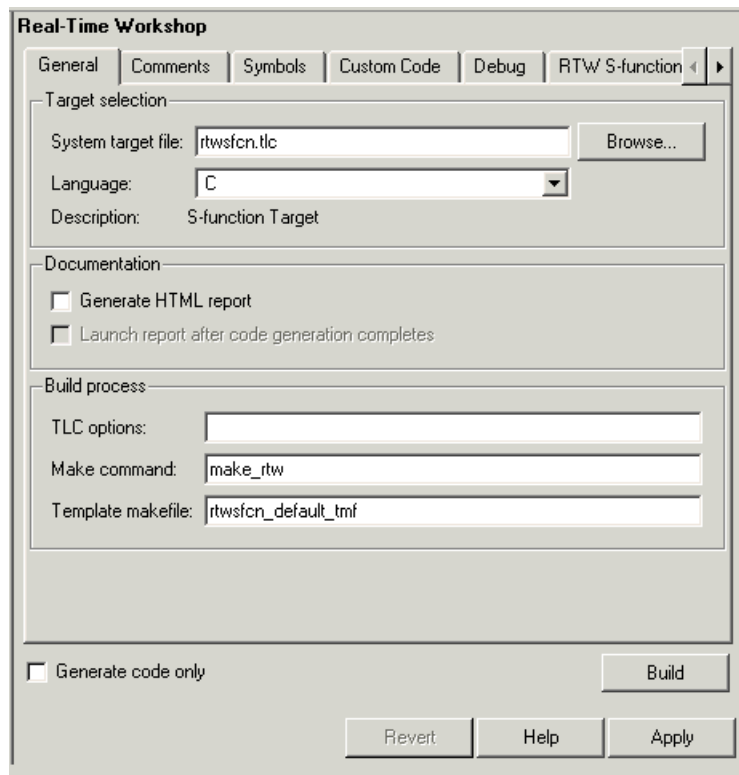 Real-Time Workshop
General Comments Symbols Custom Code Debug RTW S-function
Target selection
System target file: rtwsfcn.tlc Browse...
Language: C
Description: S-function Target
Documentation
Generate HTML report
Launch report after code generation completes
Build process
TLC options:
Make command: make_rtw
Template makefile: rtwsfcn_default_tmf
Generate code only Build
Revert Help Apply